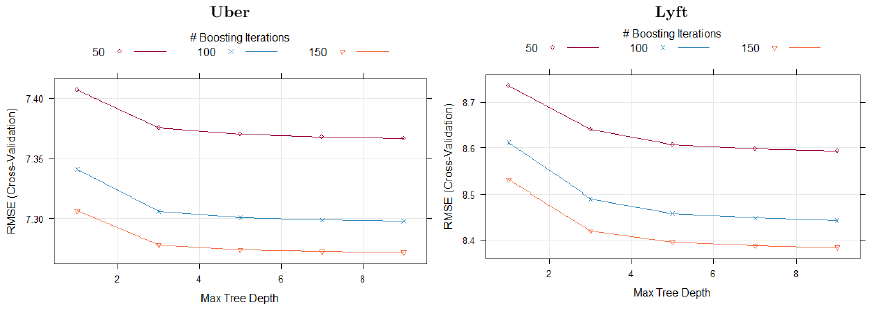 Uber
# Boosting Iterations
50 100 150
7.40
7.36
7.30
RMSE (Cross-Validation)
2 4 6 8
Max Tree Depth
Lyft
# Boosting Iterations
50 100 150
8.7
8.6
8.5
8.4
RMSE (Cross-Validation)
2 4 6 8
Max Tree Depth